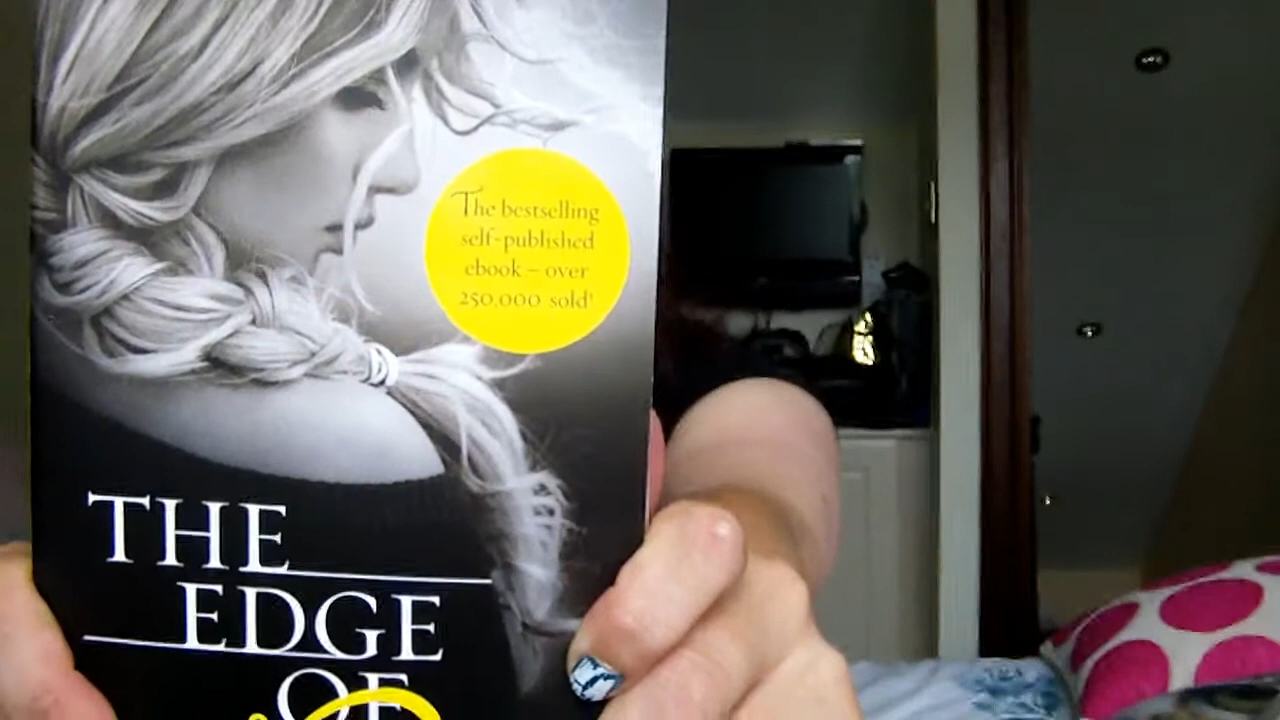 The bestselling
self-published
ebook – over
250,000 sold!
THE
EDGE
OF